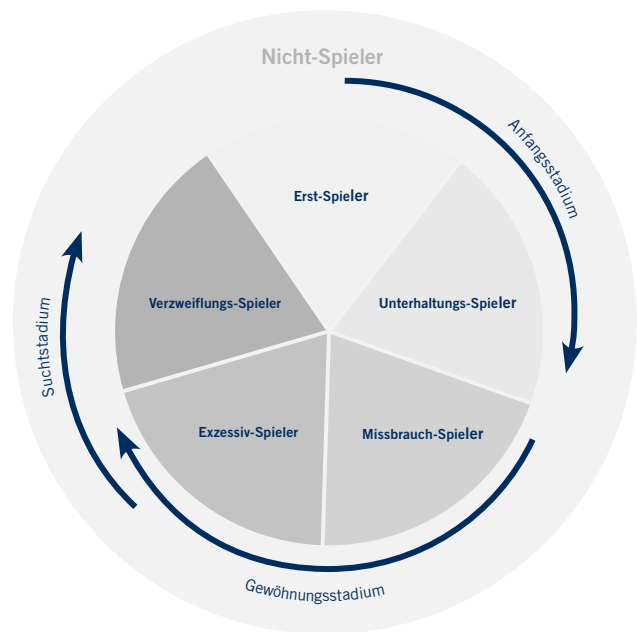 Nicht-Spieler
Anfangsstadium
Erst-Spieler
Verzweiflungs-Spieler
Unterhaltungs-Spieler
Suchtstadium
Exzessiv-Spieler
Missbrauch-Spieler
Gewöhnungsstadium